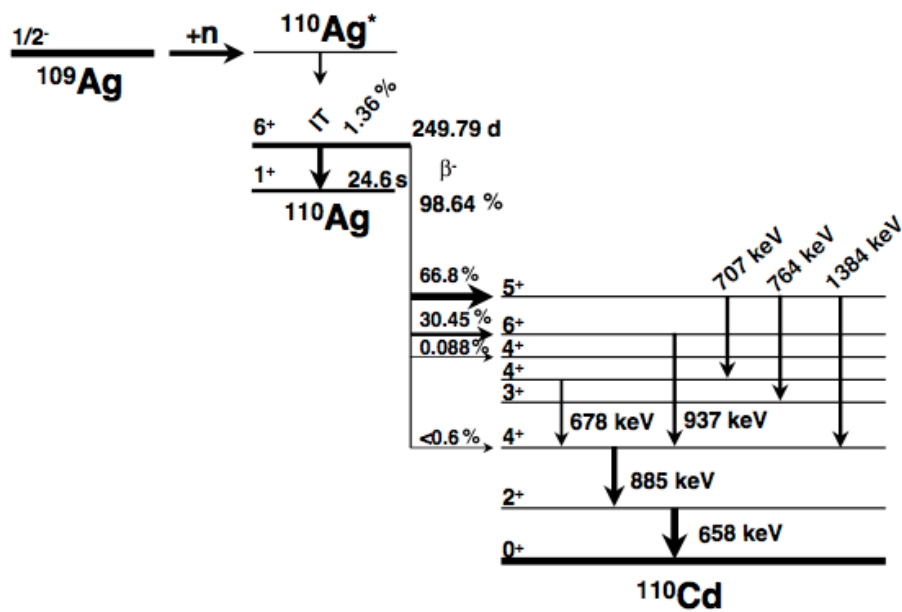 1/2⁻
+n
¹¹⁰Ag*
¹⁰⁹Ag
IT
1.36 %
6⁺
249.79 d
β⁻
1⁺
24.6 s
98.64 %
¹¹⁰Ag
707 keV
764 keV
1384 keV
66.8 %
5⁺
30.45 %
6⁺
0.088%
4⁺
4⁺
3⁺
678 keV
937 keV
<0.6 %
4⁺
885 keV
2⁺
658 keV
0⁺
¹¹⁰Cd